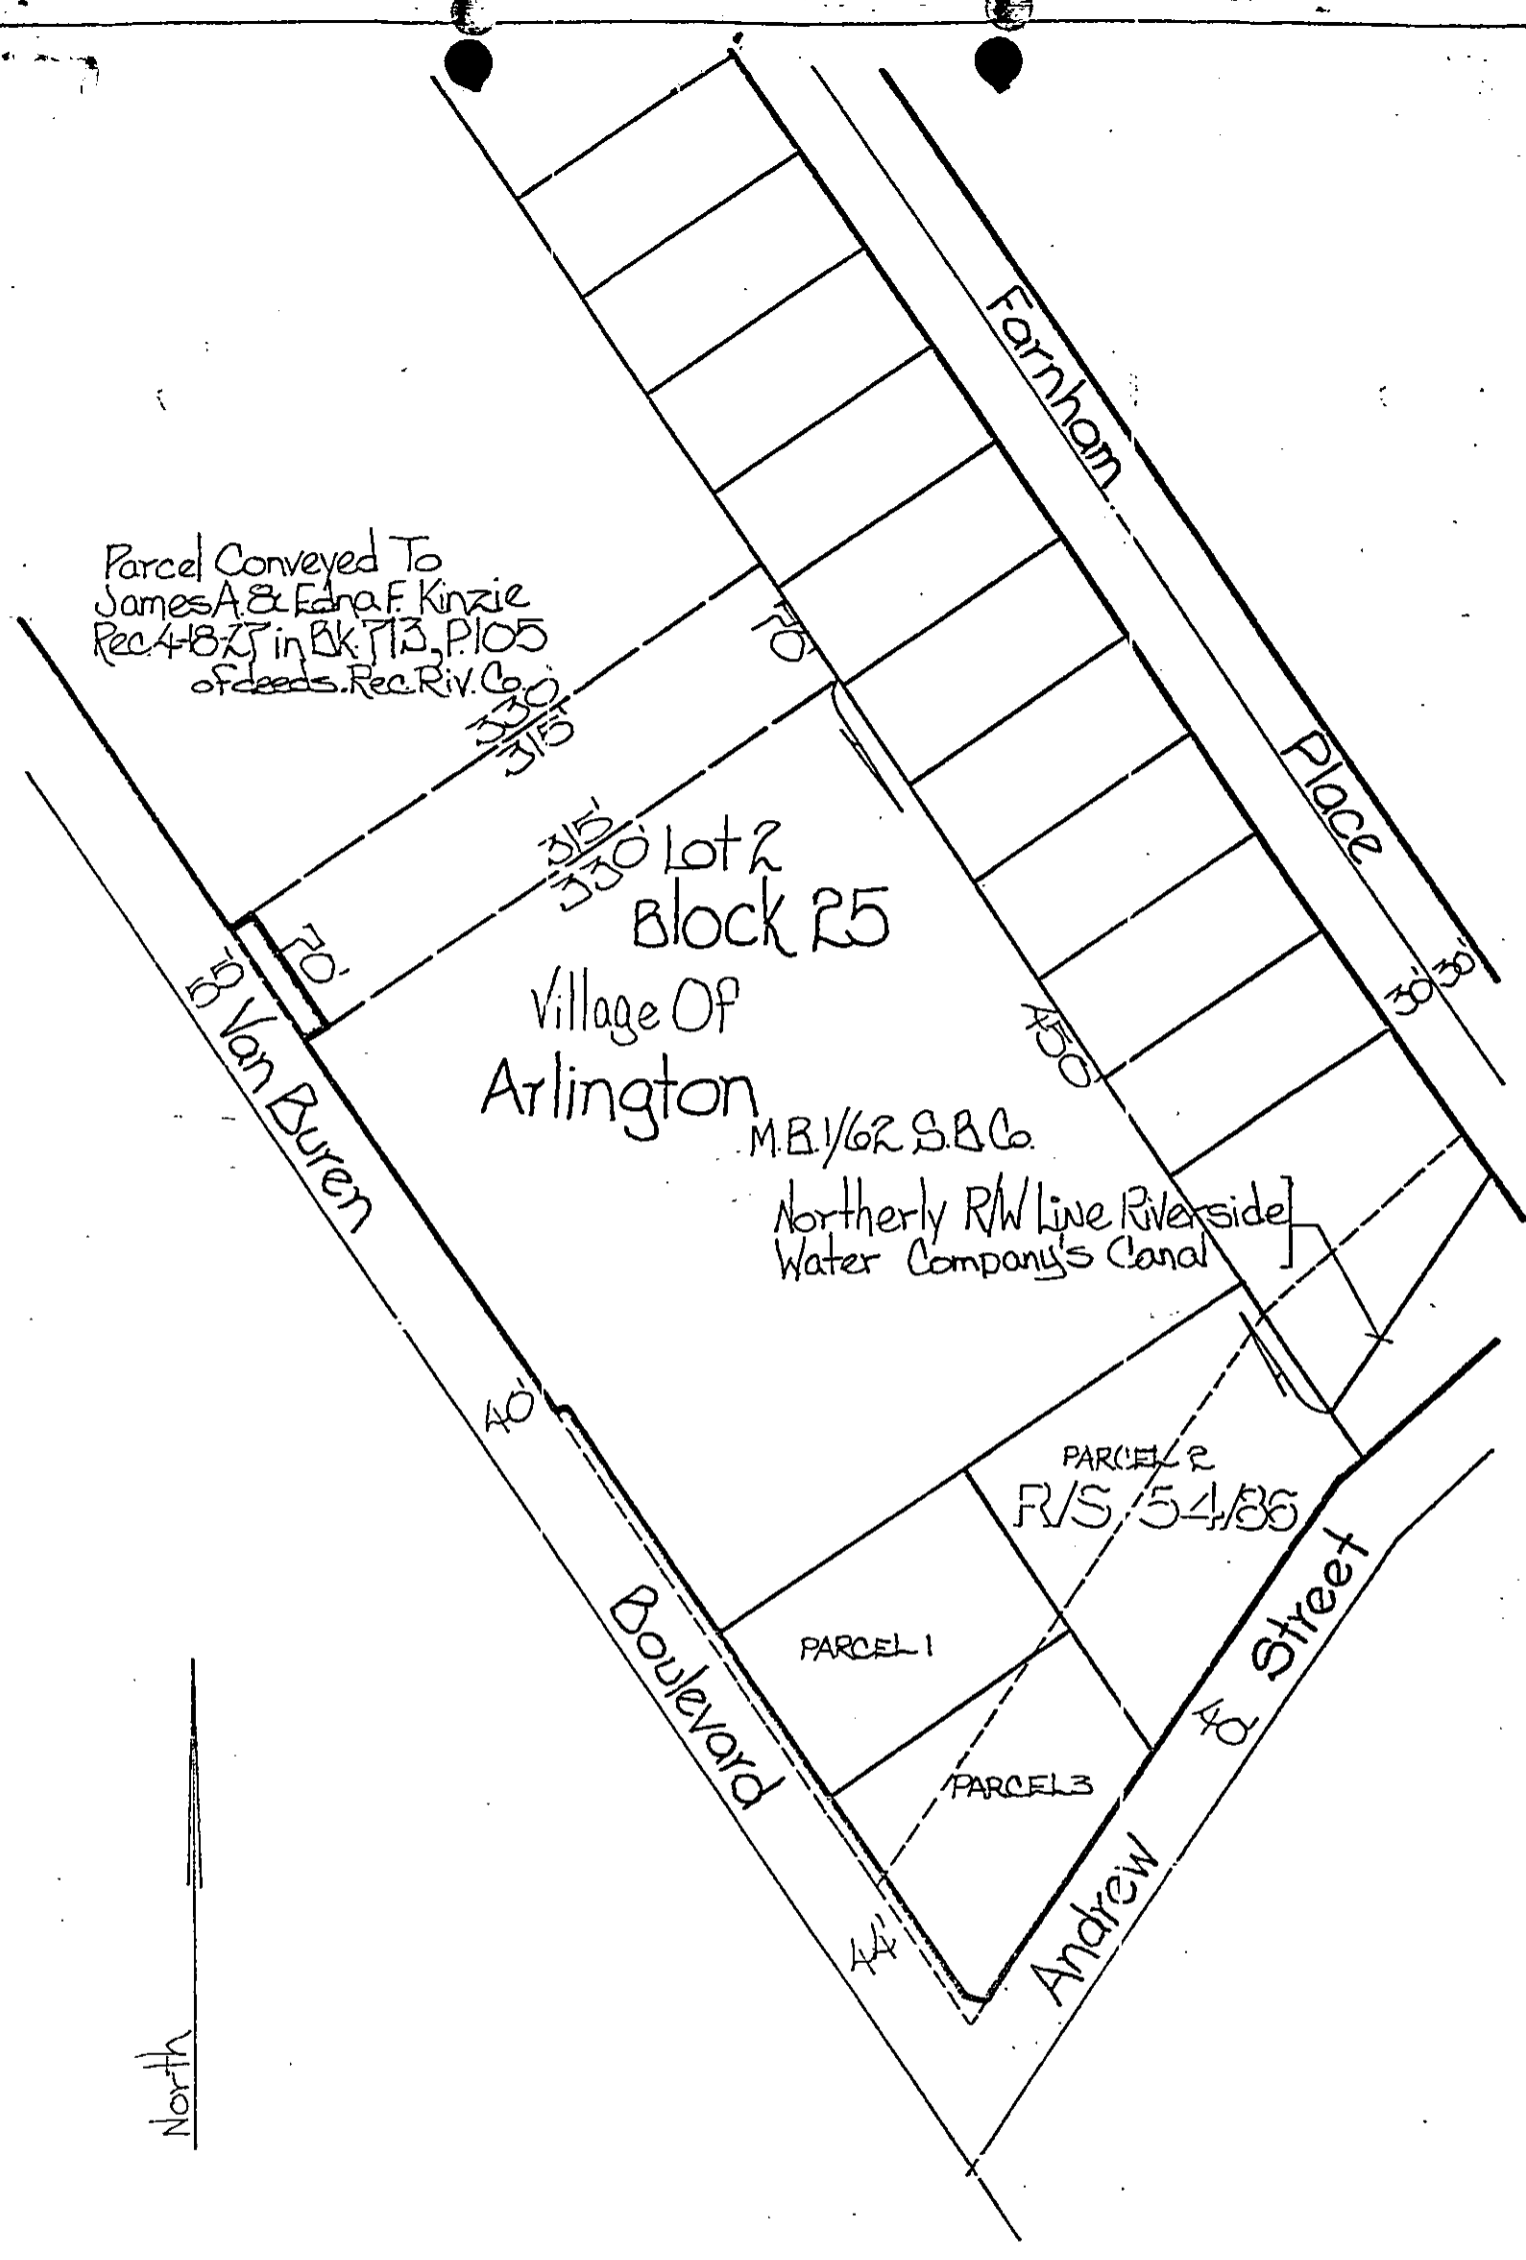 Farnham
Place
30' 30'
Parcel Conveyed To
James A. & Edna F. Kinzie
Rec. 4-18-27 in Bk. 713, P. 105
of deeds. Rec. Riv. Co.
330'
315'
70'
315'
330'
Lot 2
Block 25
Village Of
Arlington
M.B. 1/62 S.B. Co.
70'
55'
Van Buren
450'
Northerly R/W Line Riverside
Water Company's Canal
40'
PARCEL 2
R/S 54/86
PARCEL 1
Boulevard
Street
40'
PARCEL 3
Andrew
44'
North